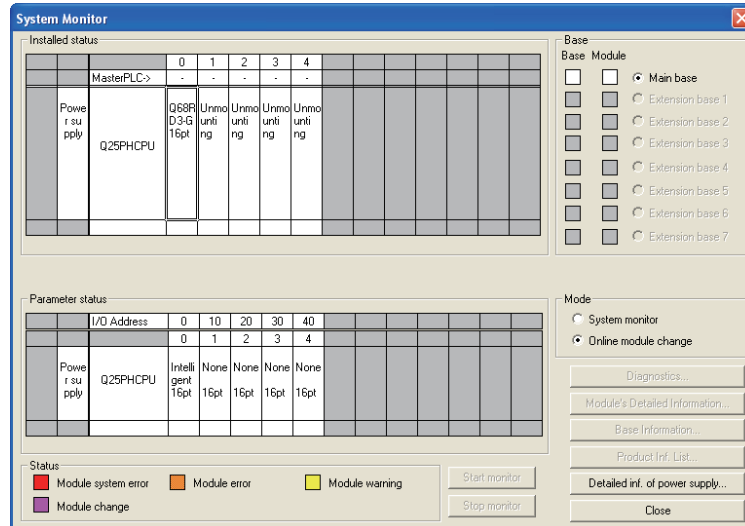 System Monitor
Installed status
0 1 2 3 4
MasterPLC-> - - - - -
Powe Q68R Unmo Unmo Unmo Unmo
r su D3-G unti unti unti unti
pply Q25PHCPU 16pt ng ng ng ng
Base
Base Module
Main base
Extension base 1
Extension base 2
Extension base 3
Extension base 4
Extension base 5
Extension base 6
Extension base 7
Parameter status
I/O Address 0 10 20 30 40
0 1 2 3 4
Powe Intelli None None None None
r su Q25PHCPU gent
pply 16pt 16pt 16pt 16pt 16pt
Mode
System monitor
Online module change
Diagnostics...
Module's Detailed Information...
Base Information...
Product Inf. List...
Detailed inf. of power supply...
Close
Status
Module system error Module error Module warning
Module change
Start monitor
Stop monitor